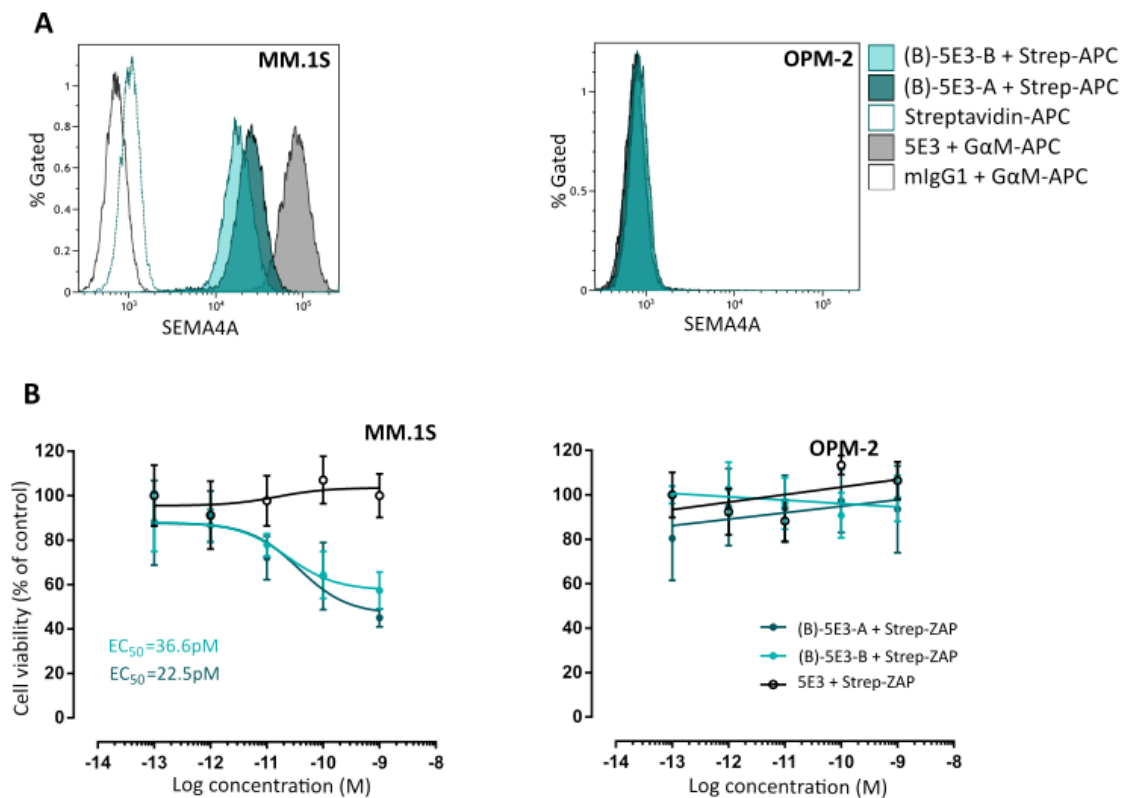 A
MM.1S
% Gated
1
0.8
0.6
0.4
0.2
0
10³
10⁴
10⁵
SEMA4A
OPM-2
% Gated
1
0.5
0
10³
10⁴
10⁵
SEMA4A
(B)-5E3-B + Strep-APC
(B)-5E3-A + Strep-APC
Streptavidin-APC
5E3 + GαM-APC
mIgG1 + GαM-APC
B
MM.1S
Cell viability (% of control)
120
100
80
60
40
20
0
EC₅₀=36.6pM
EC₅₀=22.5pM
-14 -13 -12 -11 -10 -9 -8
Log concentration (M)
OPM-2
120
100
80
60
40
20
0
(B)-5E3-A + Strep-ZAP
(B)-5E3-B + Strep-ZAP
5E3 + Strep-ZAP
-14 -13 -12 -11 -10 -9 -8
Log concentration (M)